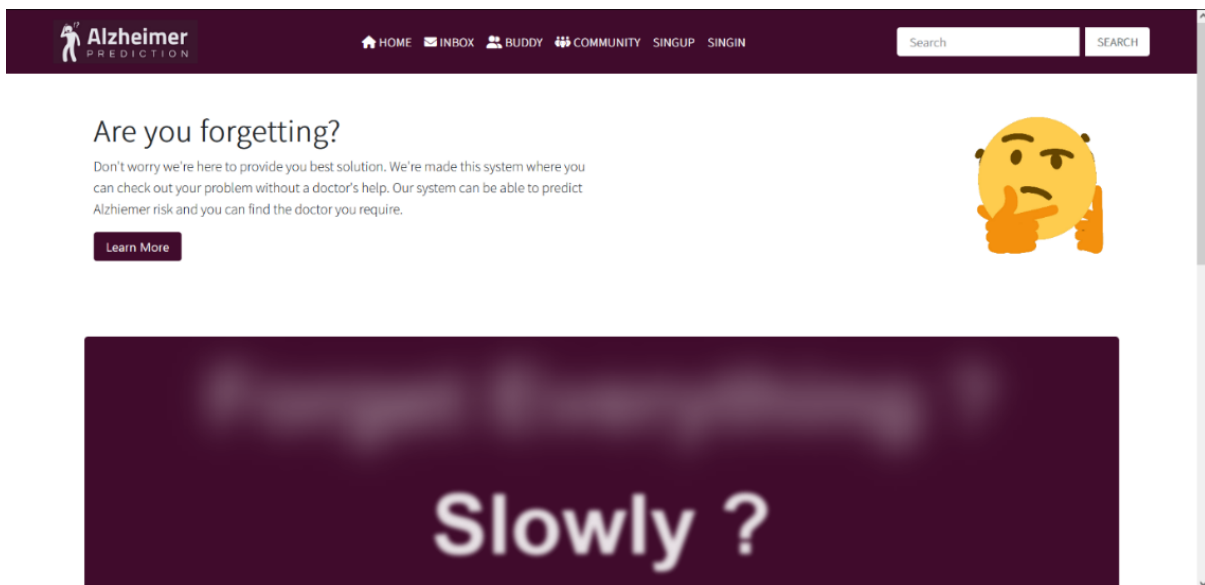 Alzheimer
PREDICTION
HOME INBOX BUDDY COMMUNITY SINGUP SINGIN
Search
SEARCH
Are you forgetting?
Don't worry we're here to provide you best solution. We're made this system where you
can check out your problem without a doctor's help. Our system can be able to predict
Alzhiemer risk and you can find the doctor you require.
Learn More
Forget Everything ?
Slowly ?